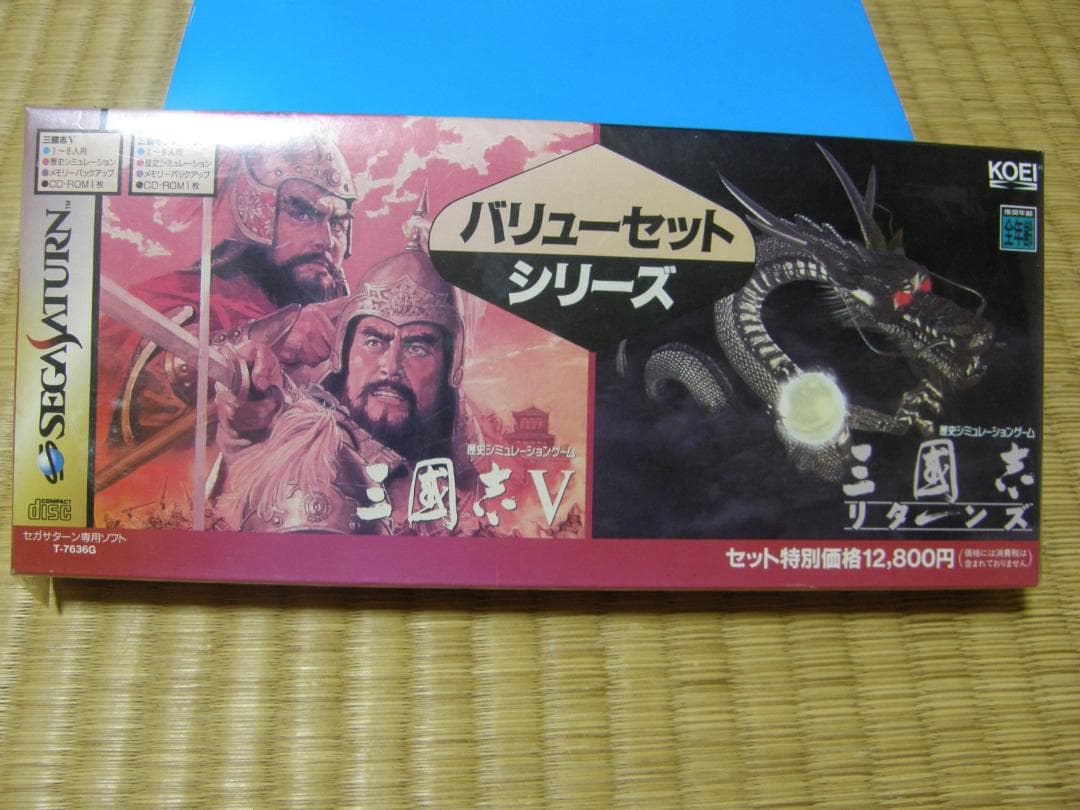 三國志V
●1〜8人用
●歴史シミュレーション
●メモリーバックアップ
●CD-ROM1枚
●1〜8人用
●歴史シミュレーション
●メモリーバックアップ
●CD-ROM1枚
SEGA SATURN™
COMPACT
disc
セガサターン専用ソフト
T-7636G
バリューセット
シリーズ
歴史シミュレーションゲーム
三國志V
KOEI®
推奨年齢
全年齢
歴史シミュレーションゲーム
三國志
リターンズ
セット特別価格12,800円(価格には消費税は
含まれておりません)